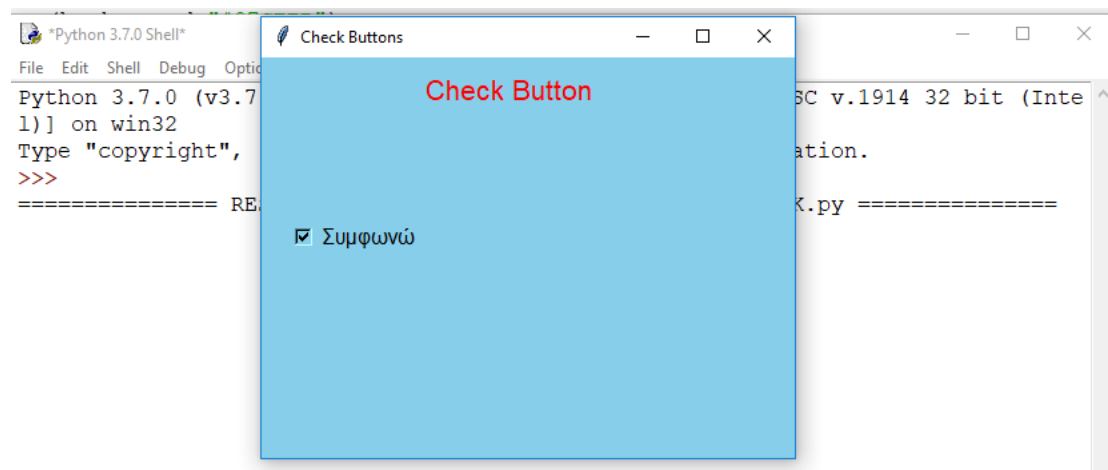 *Python 3.7.0 Shell*
File Edit Shell Debug
Python 3.7.0 (v3.7 SC v.1914 32 bit (Inte
l)] on win32
Type "copyright", ation.
>>>
=============== RE K.py ===============
Check Buttons
Check Button
Συμφωνώ